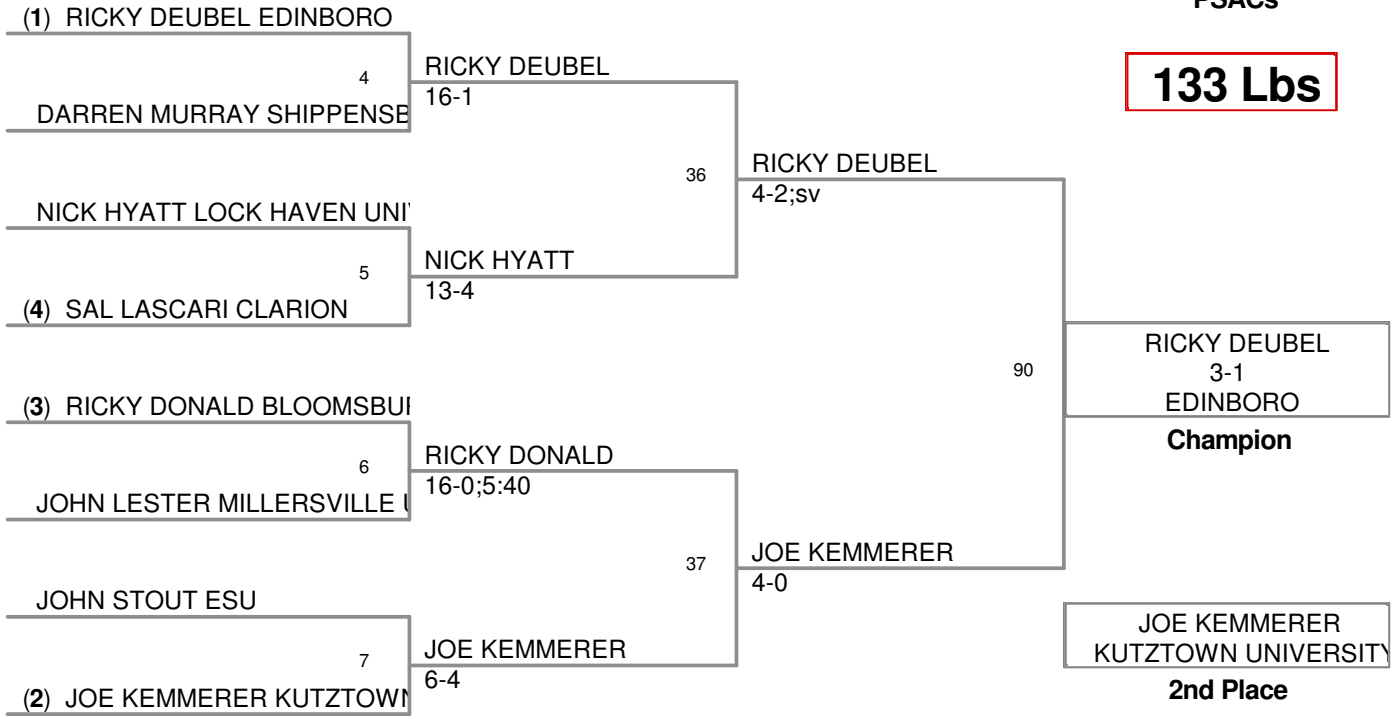 PSACs
133 Lbs
(1) RICKY DEUBEL EDINBORO
4
DARREN MURRAY SHIPPENSB
RICKY DEUBEL
16-1
NICK HYATT LOCK HAVEN UNI
5
(4) SAL LASCARI CLARION
NICK HYATT
13-4
36
RICKY DEUBEL
4-2;sv
(3) RICKY DONALD BLOOMSBU
6
JOHN LESTER MILLERSVILLE
RICKY DONALD
16-0;5:40
JOHN STOUT ESU
7
(2) JOE KEMMERER KUTZTOWN
JOE KEMMERER
6-4
37
JOE KEMMERER
4-0
90
RICKY DEUBEL
3-1
EDINBORO
Champion
JOE KEMMERER
KUTZTOWN UNIVERSITY
2nd Place